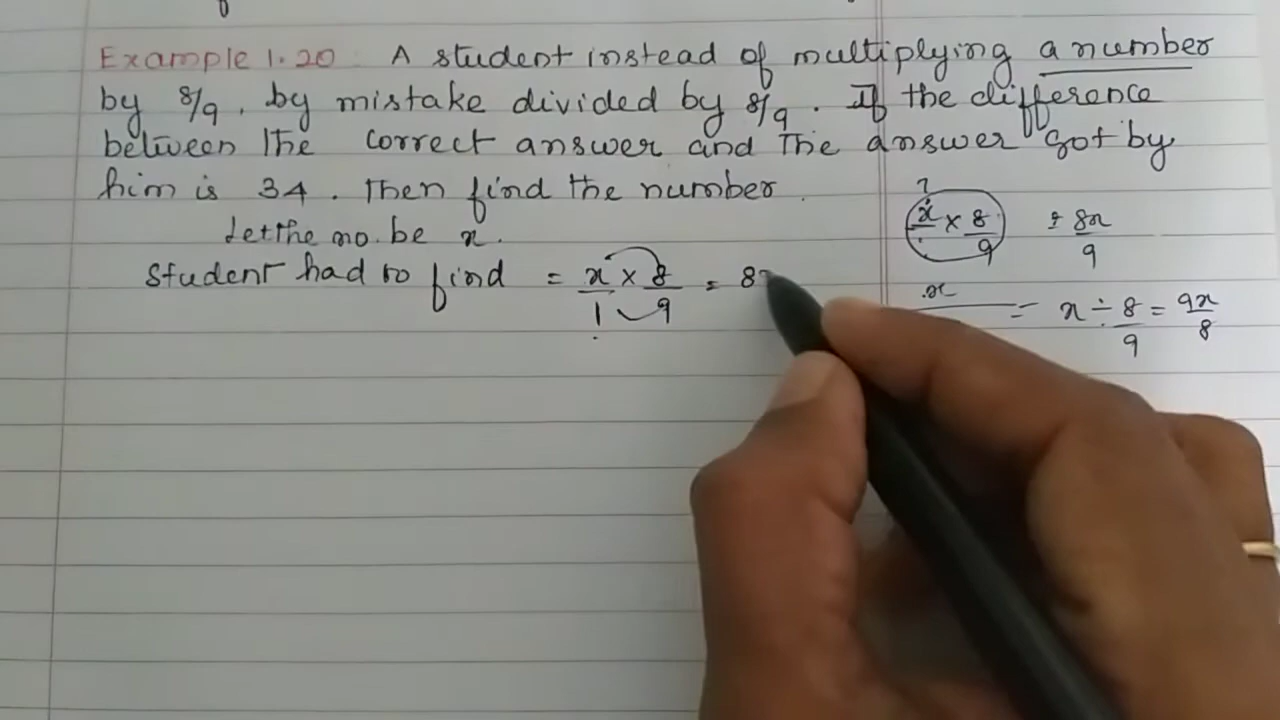 Example 1.20 A student instead of multiplying a number
by 8/9, by mistake divided by 8/9. If the difference
between the correct answer and the answer got by
him is 34. Then find the number.
Let the no. be x.
Student had to find = x/1 × 8/9 = 8
?
x × 8/9 = 8x/9
x
= x ÷ 8/9 = 9x/8